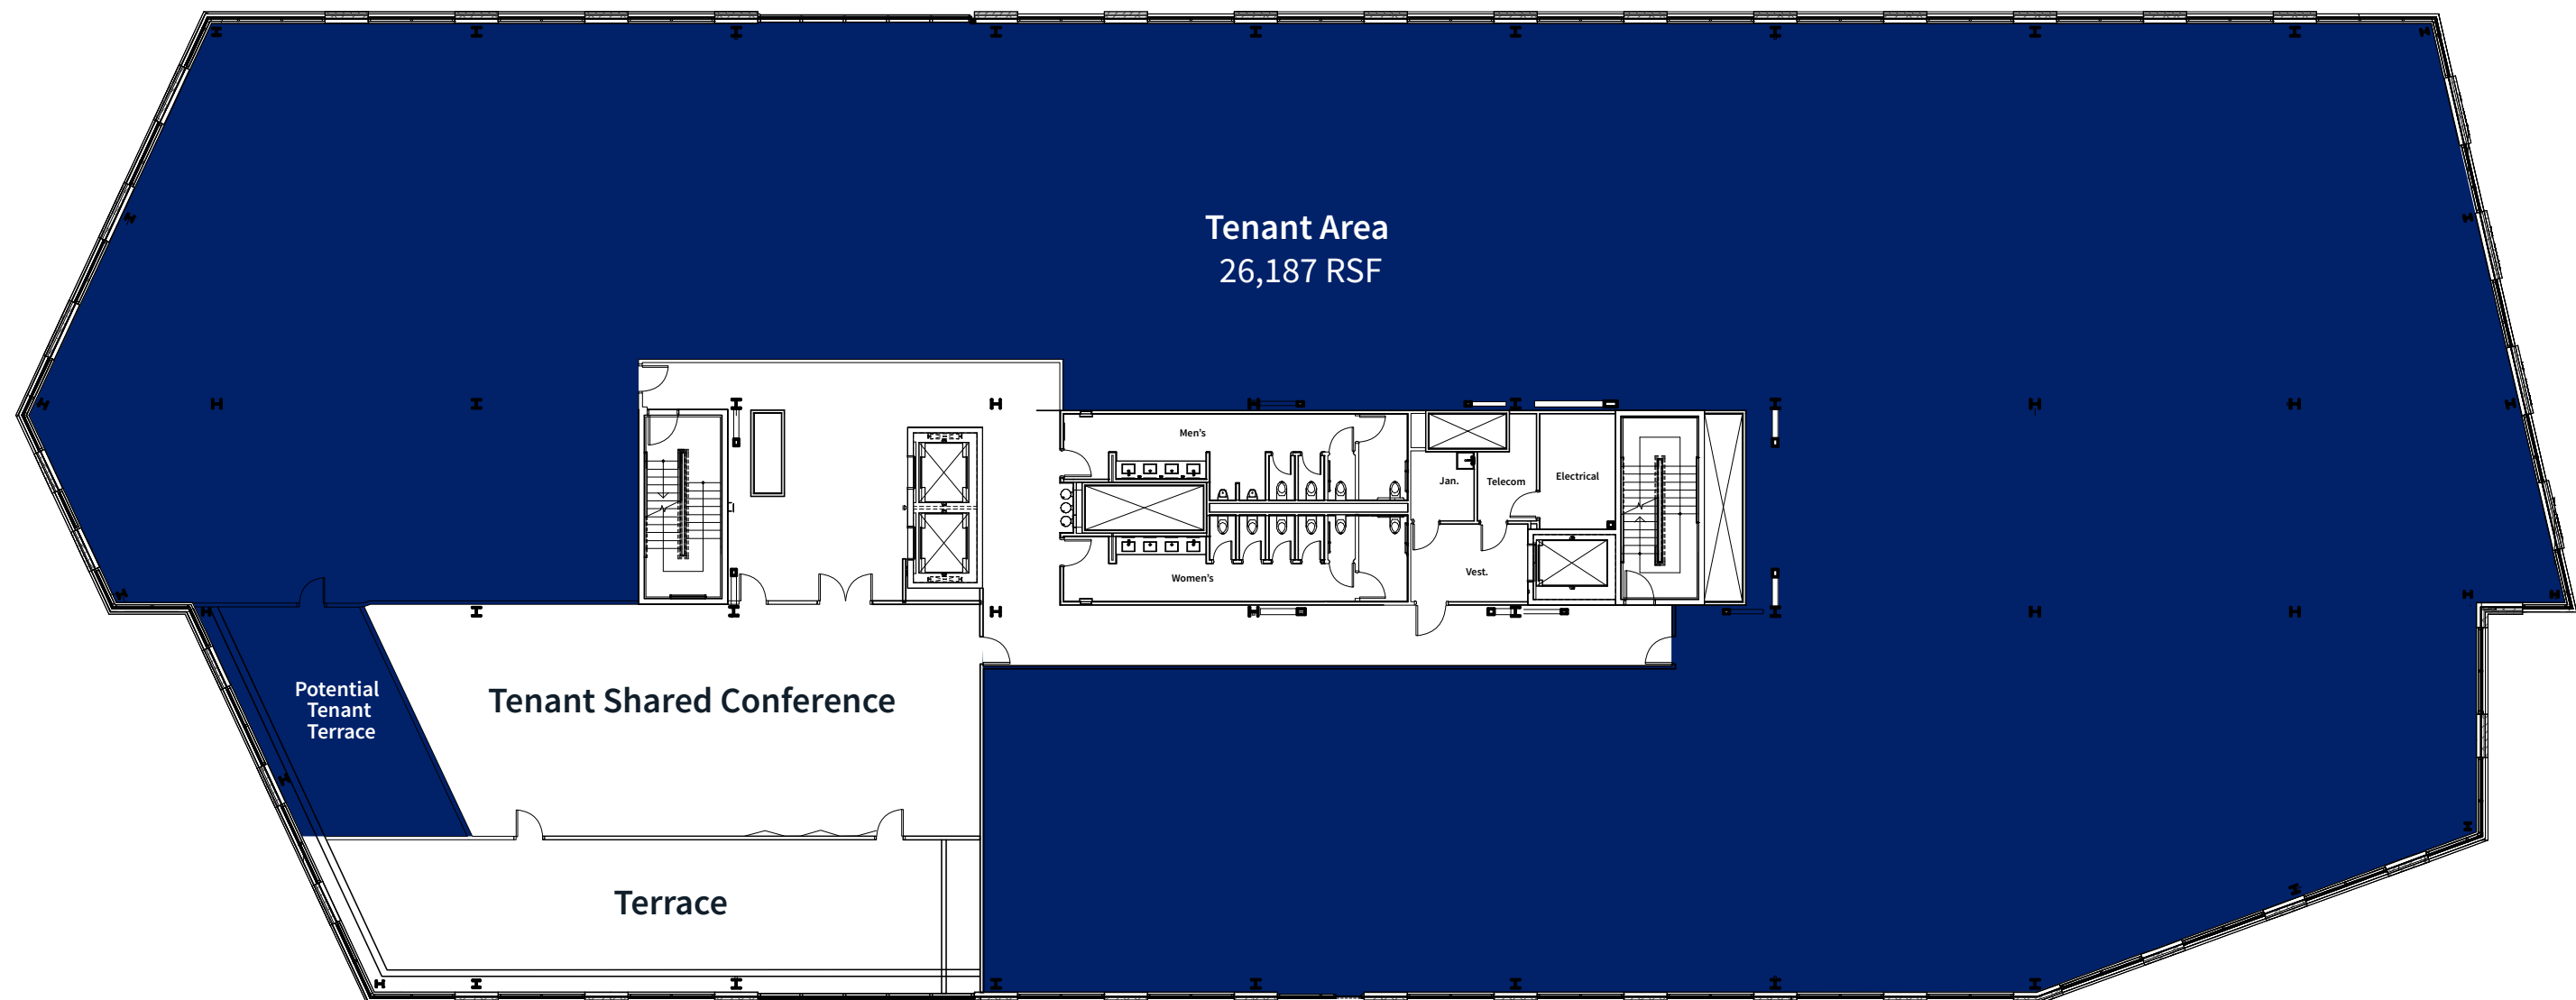 Tenant Area
26,187 RSF
Men's
Jan.
Telecom
Electrical
Vest.
Women's
Potential
Tenant
Terrace
Tenant Shared Conference
Terrace